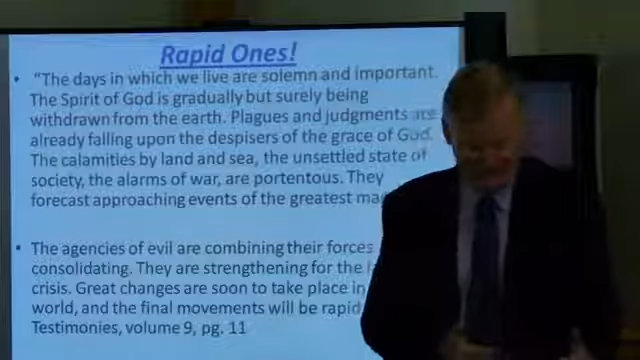 Rapid Ones!
• "The days in which we live are solemn and important.
The Spirit of God is gradually but surely being
withdrawn from the earth. Plagues and judgments are
already falling upon the despisers of the grace of God.
The calamities by land and sea, the unsettled state of
society, the alarms of war, are portentous. They
forecast approaching events of the greatest
• The agencies of evil are combining their forces
consolidating. They are strengthening for the
crisis. Great changes are soon to take place in
world, and the final movements will be rapid
Testimonies, volume 9, pg. 11